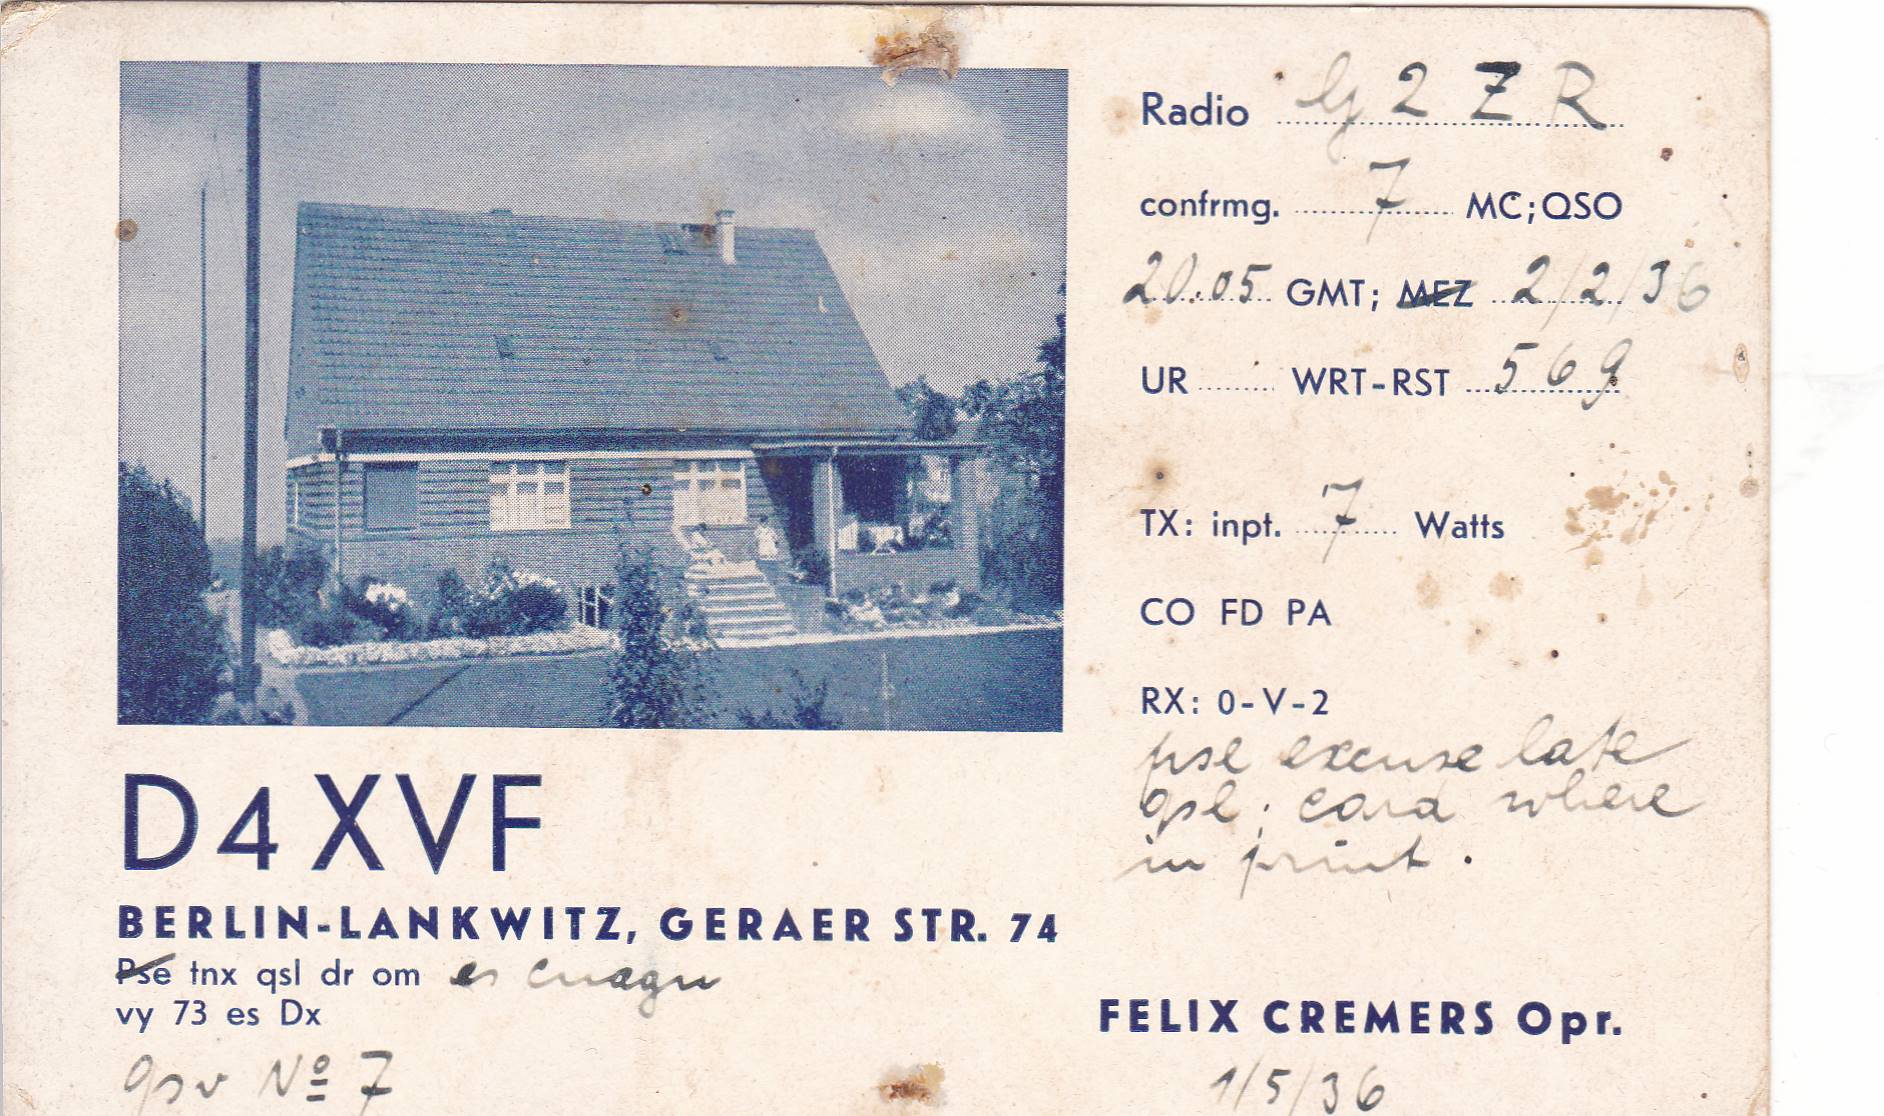 Radio G2ZR
confrmg. 7 MC; QSO
20.05 GMT; MEZ 2/2/36
UR ........ WRT-RST 569
TX: inpt. 7 Watts
CO FD PA
RX: 0-V-2
pse excuse late
qsl; card where
in print.
D4XVF
BERLIN-LANKWITZ, GERAER STR. 74
Pse tnx qsl dr om es cuagn
vy 73 es Dx
FELIX CREMERS Opr.
1/5/36
Nº 7